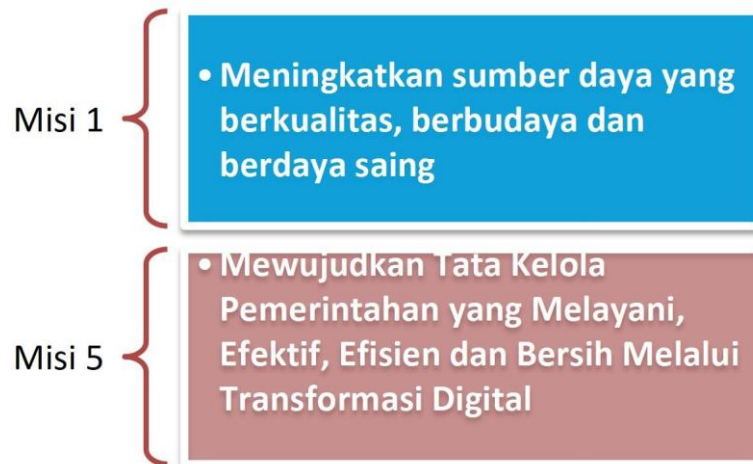 Misi 1
• Meningkatkan sumber daya yang
berkualitas, berbudaya dan
berdaya saing
Misi 5
• Mewujudkan Tata Kelola
Pemerintahan yang Melayani,
Efektif, Efisien dan Bersih Melalui
Transformasi Digital